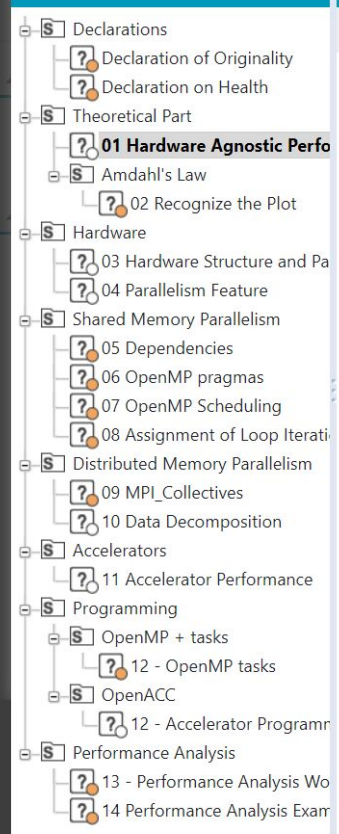 Declarations
Declaration of Originality
Declaration on Health
Theoretical Part
01 Hardware Agnostic Perfo
Amdahl's Law
02 Recognize the Plot
Hardware
03 Hardware Structure and Pa
04 Parallelism Feature
Shared Memory Parallelism
05 Dependencies
06 OpenMP pragmas
07 OpenMP Scheduling
08 Assignment of Loop Iterati
Distributed Memory Parallelism
09 MPI_Collectives
10 Data Decomposition
Accelerators
11 Accelerator Performance
Programming
OpenMP + tasks
12 - OpenMP tasks
OpenACC
12 - Accelerator Programm
Performance Analysis
13 - Performance Analysis Wo
14 Performance Analysis Exam